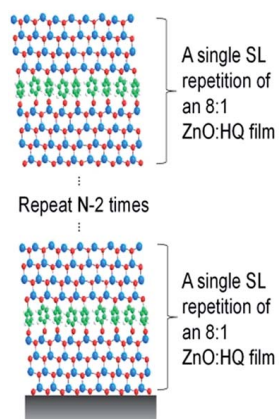 A single SL
repetition of
an 8:1
ZnO:HQ film
Repeat N-2 times
A single SL
repetition of
an 8:1
ZnO:HQ film